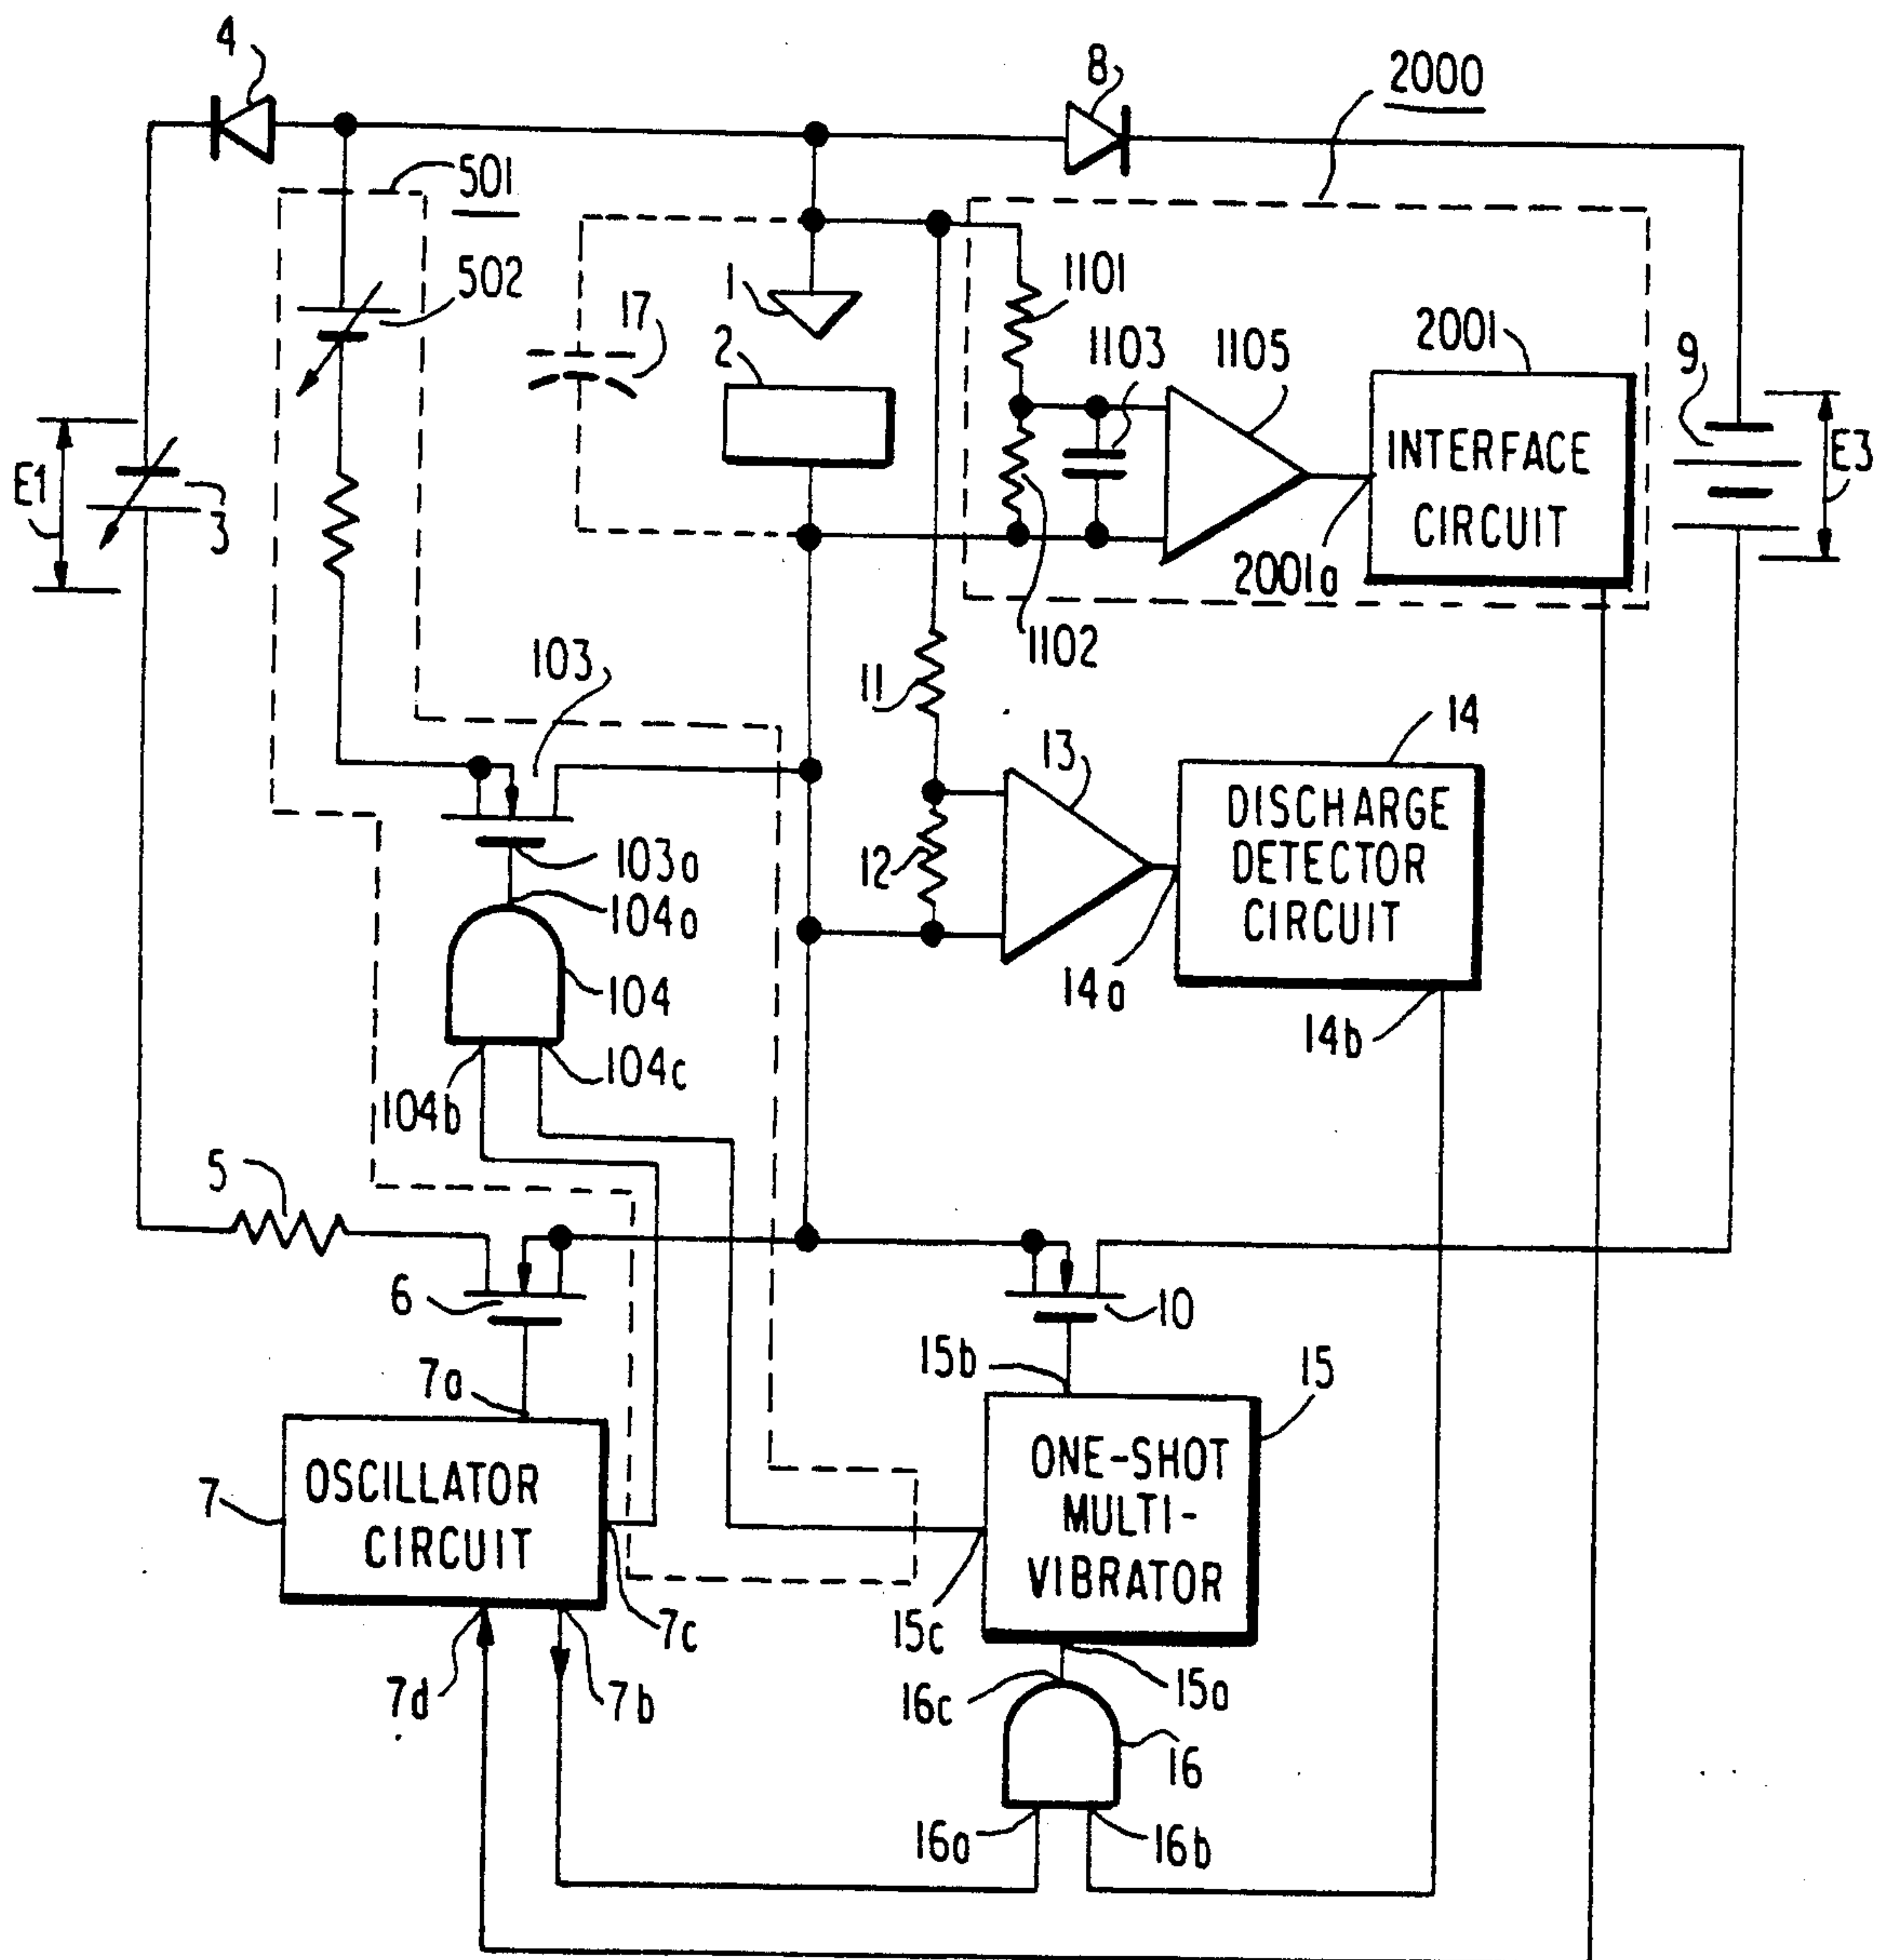 4
8
2000
501
502
1
17
2
1101
1103
1105
2001
9
E1
3
INTERFACE
CIRCUIT
E3
2001a
1102
103
11
13
14
DISCHARGE
DETECTOR
CIRCUIT
12
103a
104a
104
14a
14b
104b
104c
5
6
10
7a
15b
15
7
OSCILLATOR
CIRCUIT
ONE-SHOT
MULTI-
VIBRATOR
7c
15c
7d
7b
16c
15a
16
16a
16b